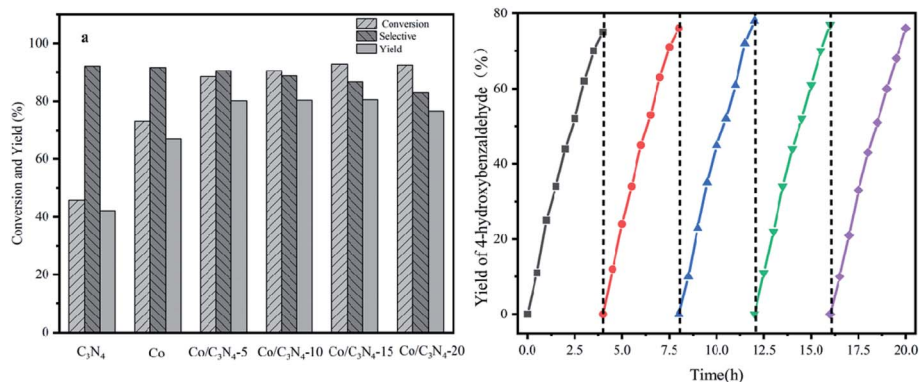 a
Conversion
Selective
Yield
Conversion and Yield (%)
100
80
60
40
20
0
C₃N₄ Co Co/C₃N₄-5 Co/C₃N₄-10 Co/C₃N₄-15 Co/C₃N₄-20
Yield of 4-hydroxybenzaldehyde (%)
80
60
40
20
0
0.0 2.5 5.0 7.5 10.0 12.5 15.0 17.5 20.0
Time(h)